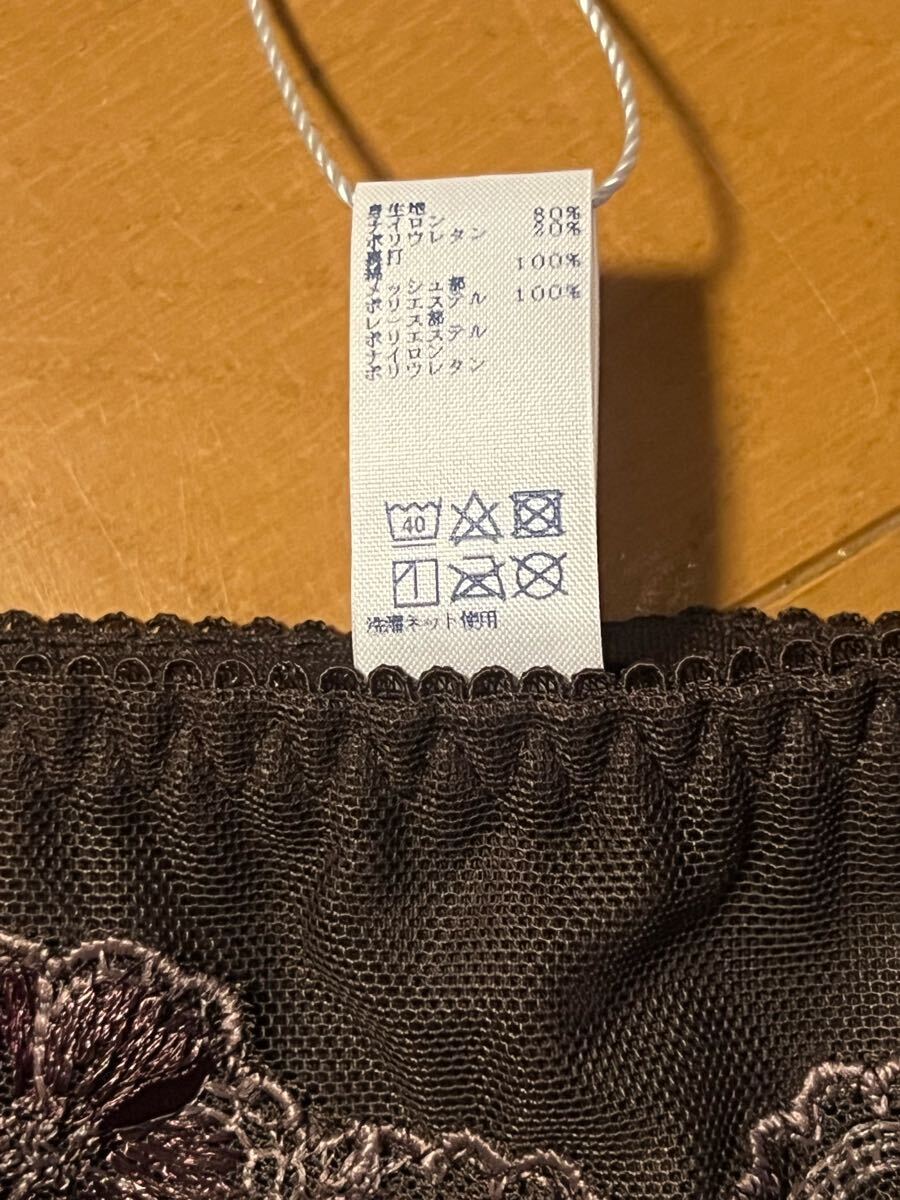 身生地
ナイロン 80%
ポリウレタン 20%
裏打
綿 100%
メッシュ部
ポリエステル 100%
レース部
ポリエステル
ナイロン
ポリウレタン
40
洗濯ネット使用